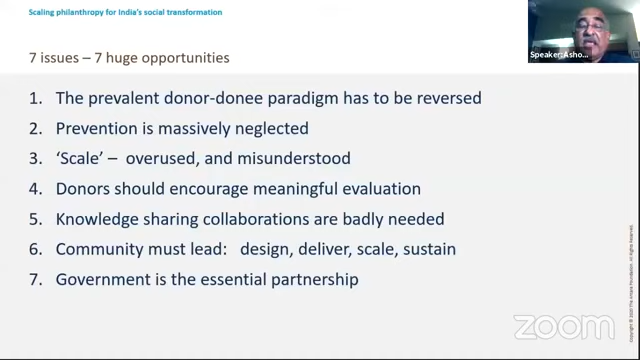 Scaling philanthropy for India's social transformation
7 issues – 7 huge opportunities
Speaker:Asho...
1. The prevalent donor-donee paradigm has to be reversed
2. Prevention is massively neglected
3. ‘Scale’ – overused, and misunderstood
4. Donors should encourage meaningful evaluation
5. Knowledge sharing collaborations are badly needed
6. Community must lead: design, deliver, scale, sustain
7. Government is the essential partnership
zoom